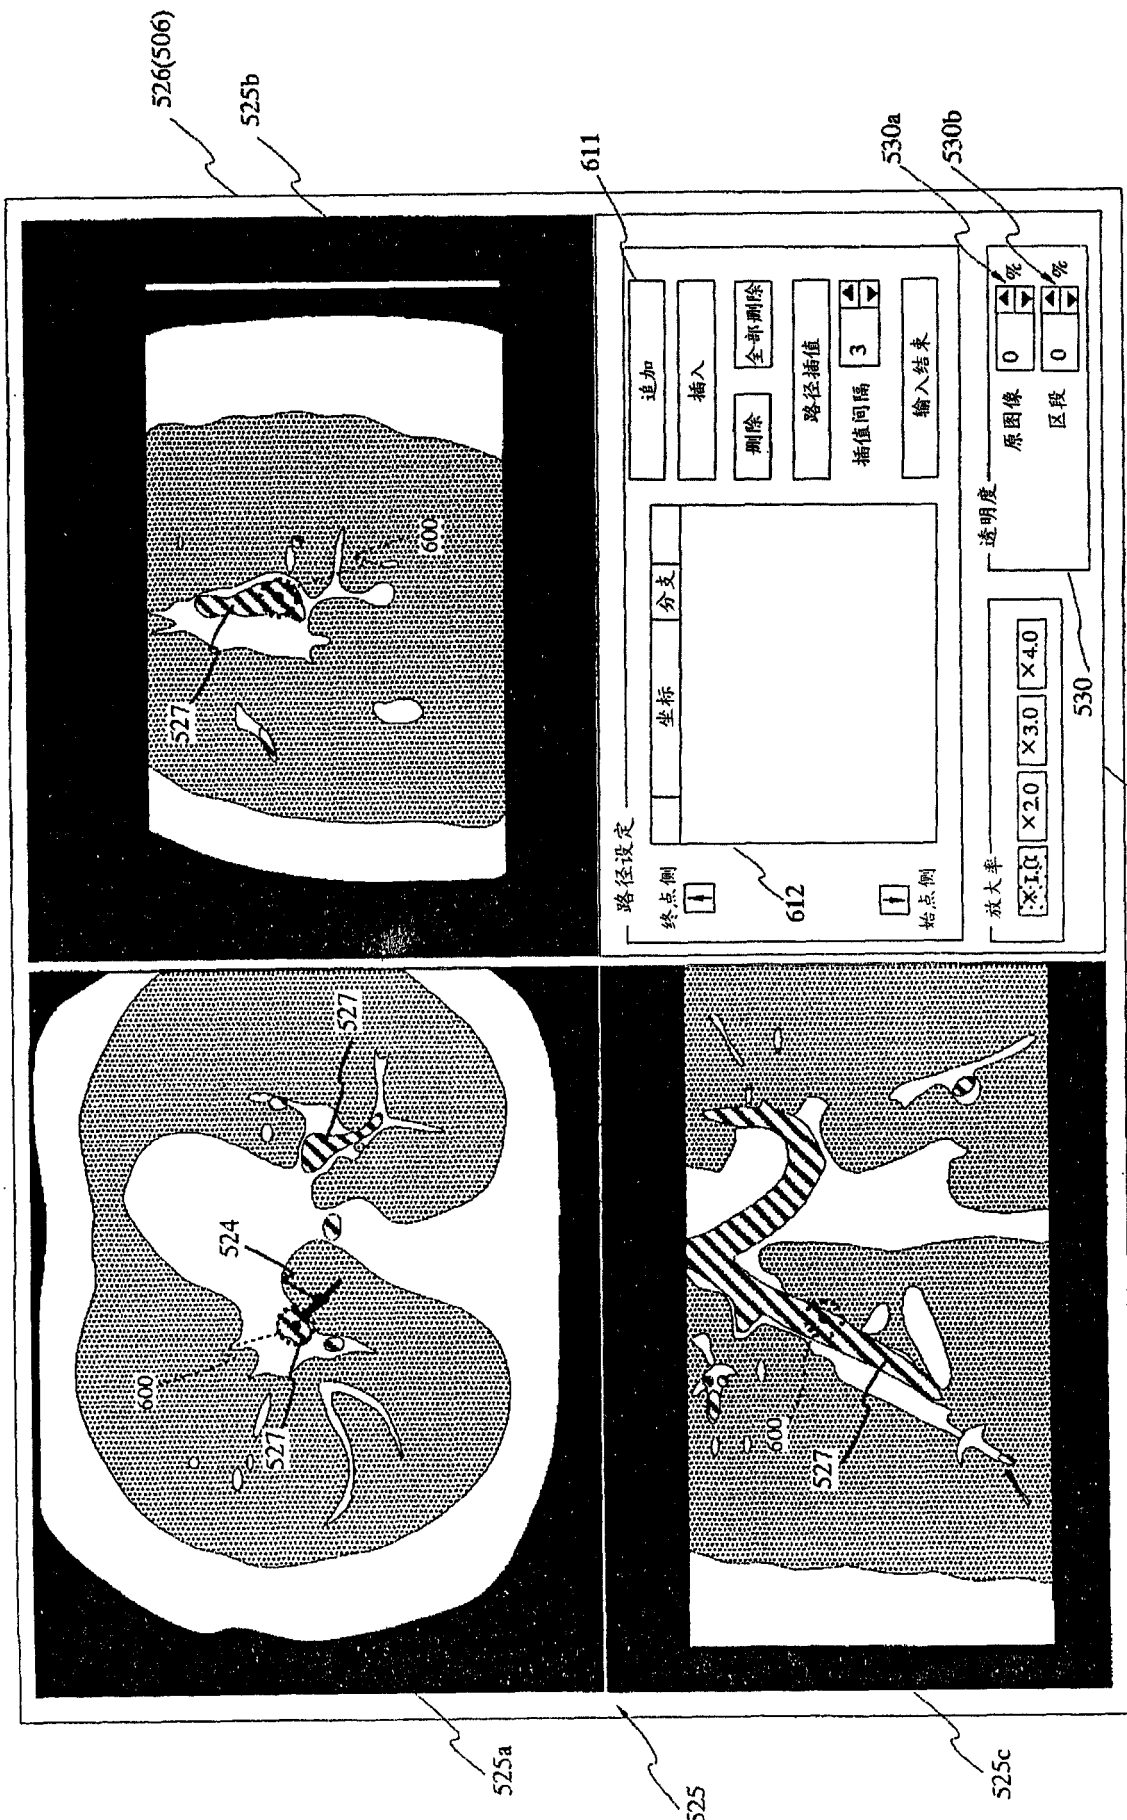 526(506)
525b
611
530a
530b
527
600
路径设定
终点侧
始点侧
坐标
分支
612
追加
插入
删除
全部删除
路径插值
插值间隔
3
输入结束
放大率
×1.0
×2.0
×3.0
×4.0
透明度
原图像
0
%
区段
0
%
530
524
527
600
527
600
527
525a
525
525c